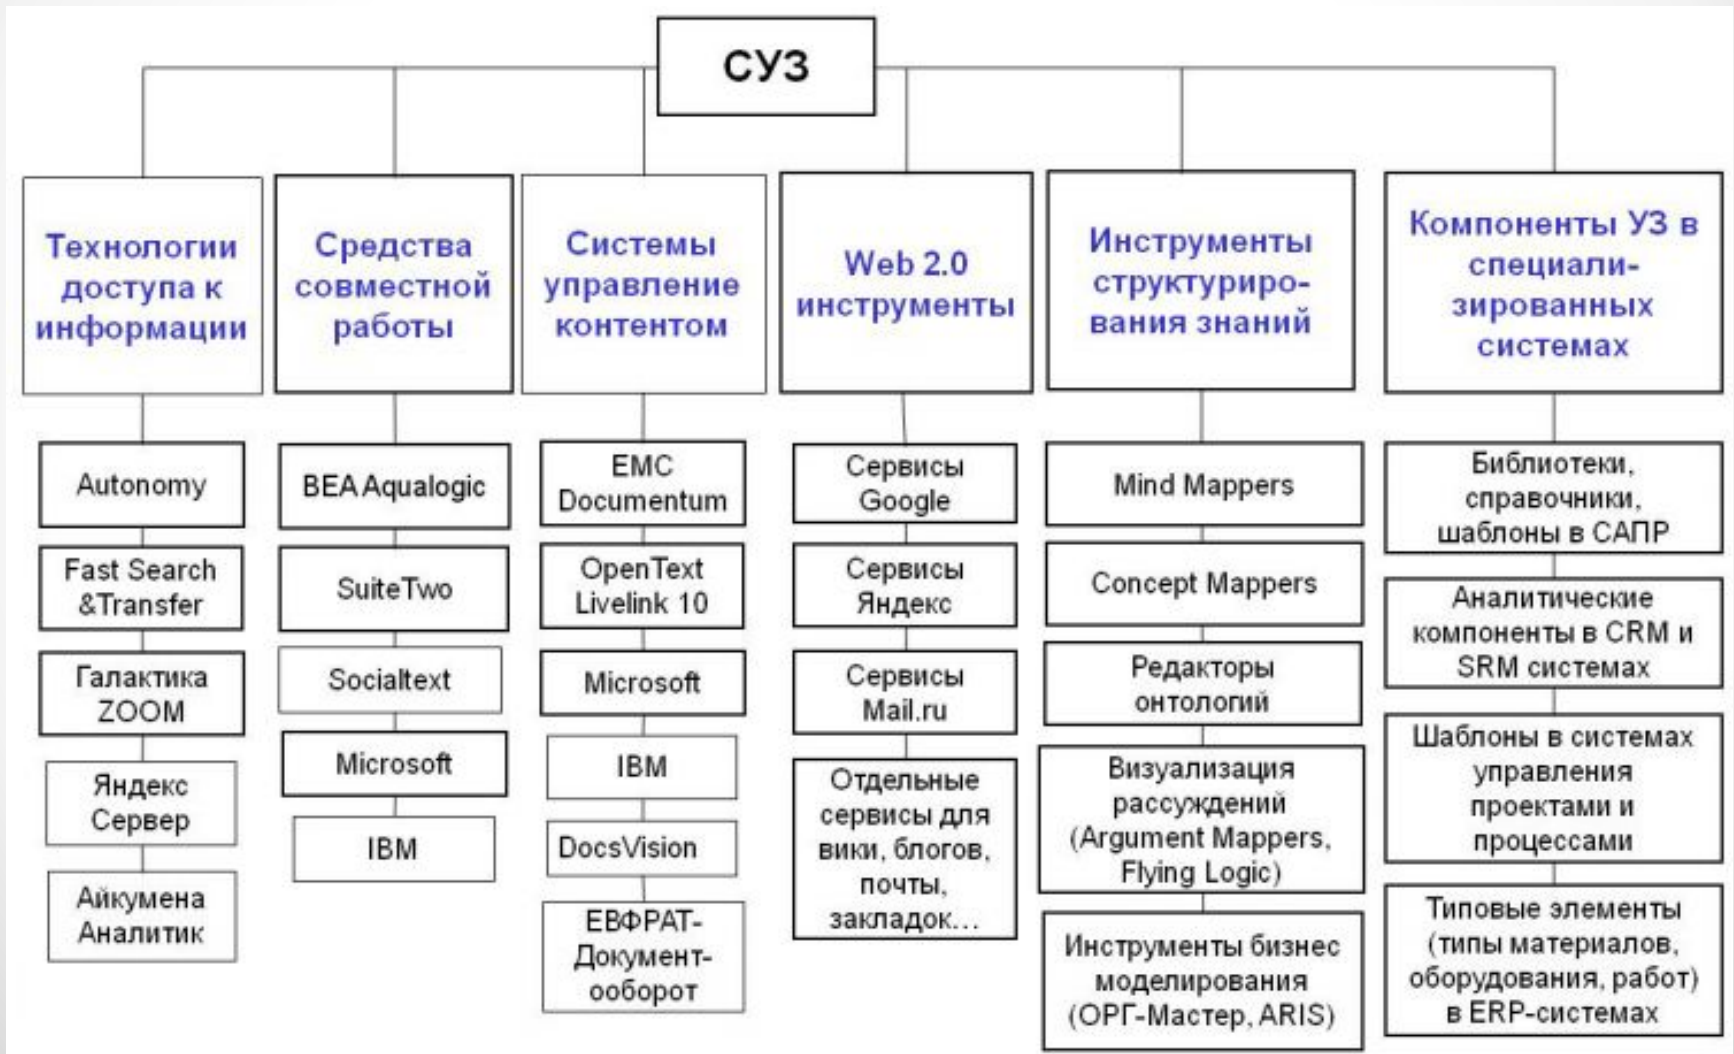 СУЗ
Технологии
доступа к
информации
Autonomy
Fast Search
&Transfer
Галактика
ZOOM
Яндекс
Сервер
Айкумена
Аналитик
Средства
совместной
работы
BEA Aqualogic
SuiteTwo
Socialtext
Microsoft
IBM
Системы
управление
контентом
EMC
Documentum
OpenText
Livelink 10
Microsoft
IBM
DocsVision
ЕВФРАТ-
Документ-
ооборот
Web 2.0
инструменты
Сервисы
Google
Сервисы
Яндекс
Сервисы
Mail.ru
Отдельные
сервисы для
вики, блогов,
почты,
закладок...
Инструменты
структуриро-
вания знаний
Mind Mappers
Concept Mappers
Редакторы
онтологий
Визуализация
рассуждений
(Argument Mappers,
Flying Logic)
Инструменты бизнес
моделирования
(ОРГ-Мастер, ARIS)
Компоненты УЗ в
специали-
зированных
системах
Библиотеки,
справочники,
шаблоны в САПР
Аналитические
компоненты в CRM и
SRM системах
Шаблоны в системах
управления
проектами и
процессами
Типовые элементы
(типы материалов,
оборудования, работ)
в ERP-системах